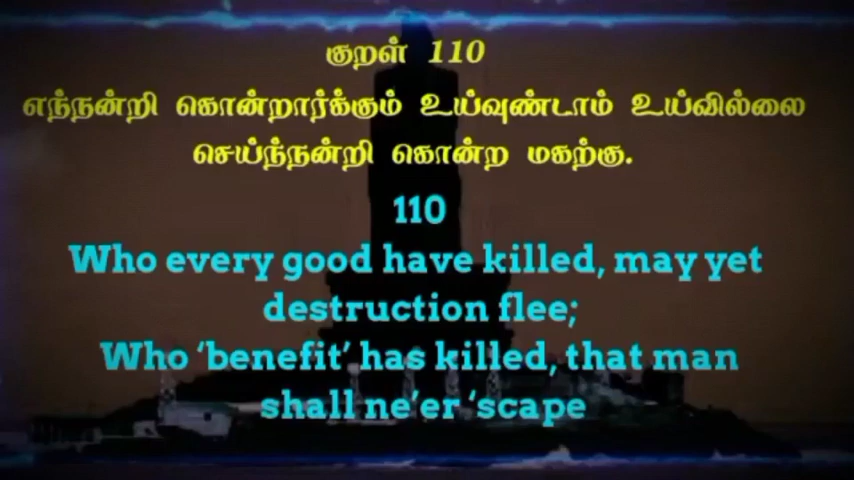 குறள் 110
எந்நன்றி கொன்றார்க்கும் உய்வுண்டாம் உய்வில்லை
செய்ந்நன்றி கொன்ற மகற்கு.
110
Who every good have killed, may yet
destruction flee;
Who ‘benefit’ has killed, that man
shall ne’er ‘scape